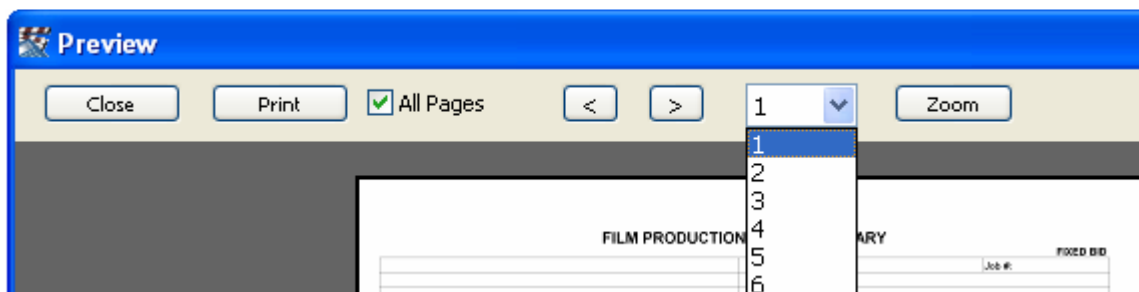 Preview
Close Print All Pages < > 1 Zoom
1
2
3
4
5
6
FILM PRODUCTION ARY
FIXED BID
Job #: